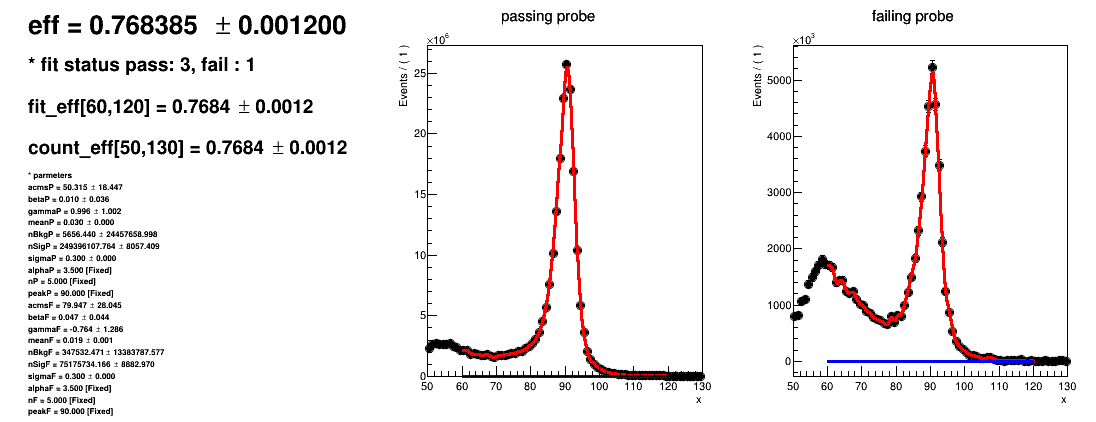 eff = 0.768385 ± 0.001200
* fit status pass: 3, fail : 1
fit_eff[60,120] = 0.7684 ± 0.0012
count_eff[50,130] = 0.7684 ± 0.0012
* parmeters
acmsP = 50.315 ± 18.447
betaP = 0.010 ± 0.036
gammaP = 0.996 ± 1.002
meanP = 0.030 ± 0.000
nBkgP = 5656.440 ± 24457658.998
nSigP = 249396107.764 ± 8057.409
sigmaP = 0.300 ± 0.000
alphaP = 3.500 [Fixed]
nP = 5.000 [Fixed]
peakP = 90.000 [Fixed]
acmsF = 79.947 ± 28.045
betaF = 0.047 ± 0.044
gammaF = -0.764 ± 1.286
meanF = 0.019 ± 0.001
nBkgF = 347532.471 ± 13383787.577
nSigF = 75175734.166 ± 8882.970
sigmaF = 0.300 ± 0.000
alphaF = 3.500 [Fixed]
nF = 5.000 [Fixed]
peakF = 90.000 [Fixed]
passing probe
×10⁶
Events / ( 1 )
25
20
15
10
5
0
50 60 70 80 90 100 110 120 130
x
failing probe
×10³
Events / ( 1 )
5000
4000
3000
2000
1000
0
50 60 70 80 90 100 110 120 130
x